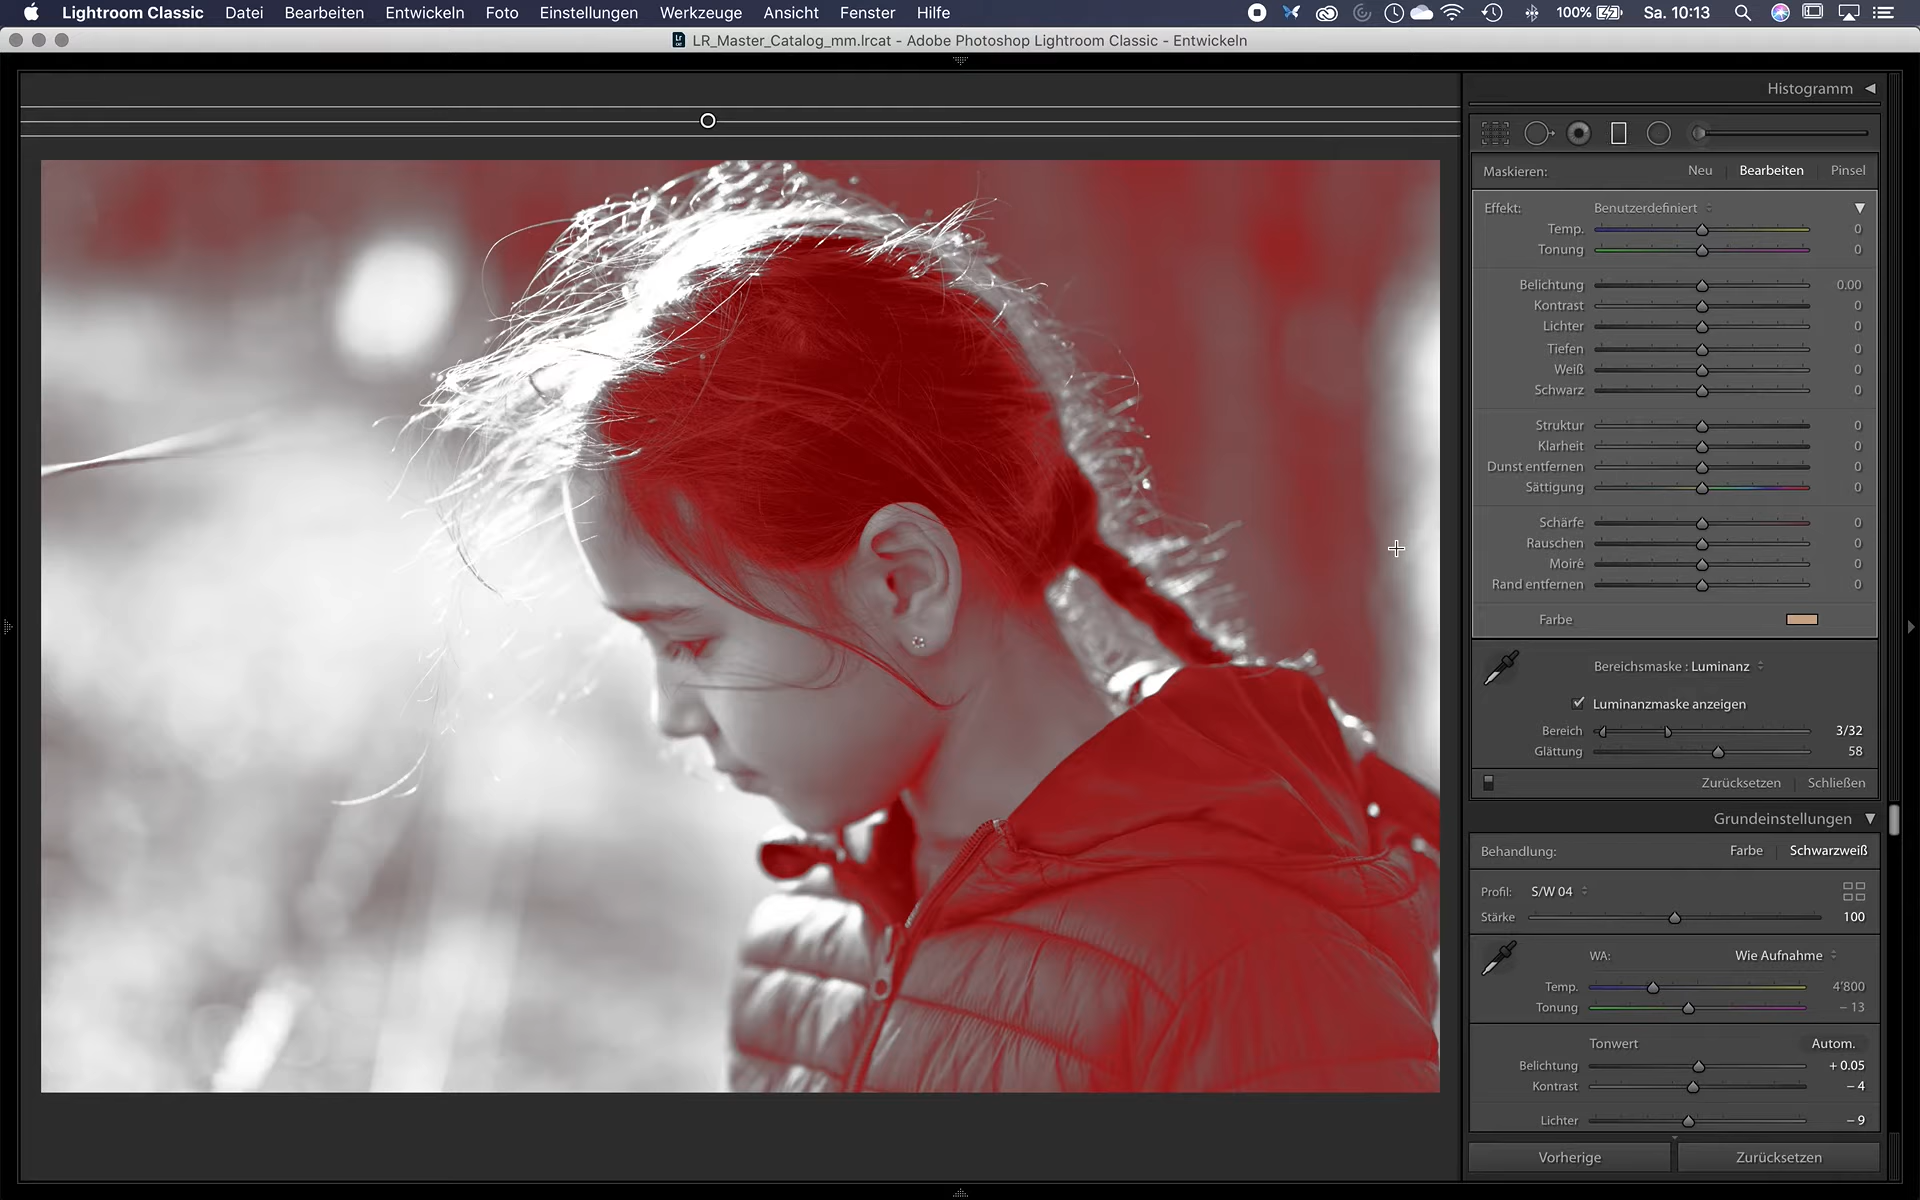 Lightroom Classic Datei Bearbeiten Entwickeln Foto Einstellungen Werkzeuge Ansicht Fenster Hilfe 100% Sa. 10:13
Lr LR_Master_Catalog_mm.lrcat - Adobe Photoshop Lightroom Classic - Entwickeln
Histogramm
Maskieren: Neu Bearbeiten Pinsel
Effekt: Benutzerdefiniert
Temp. 0
Tonung 0
Belichtung 0.00
Kontrast 0
Lichter 0
Tiefen 0
Weiß 0
Schwarz 0
Struktur 0
Klarheit 0
Dunst entfernen 0
Sättigung 0
Schärfe 0
Rauschen 0
Moiré 0
Rand entfernen 0
Farbe
Bereichsmaske : Luminanz
Luminanzmaske anzeigen
Bereich 3/32
Glättung 58
Zurücksetzen Schließen
Grundeinstellungen
Behandlung: Farbe Schwarzweiß
Profil: S/W 04
Stärke 100
WA: Wie Aufnahme
Temp. 4'800
Tonung – 13
Tonwert Autom.
Belichtung + 0.05
Kontrast – 4
Lichter – 9
Vorherige Zurücksetzen